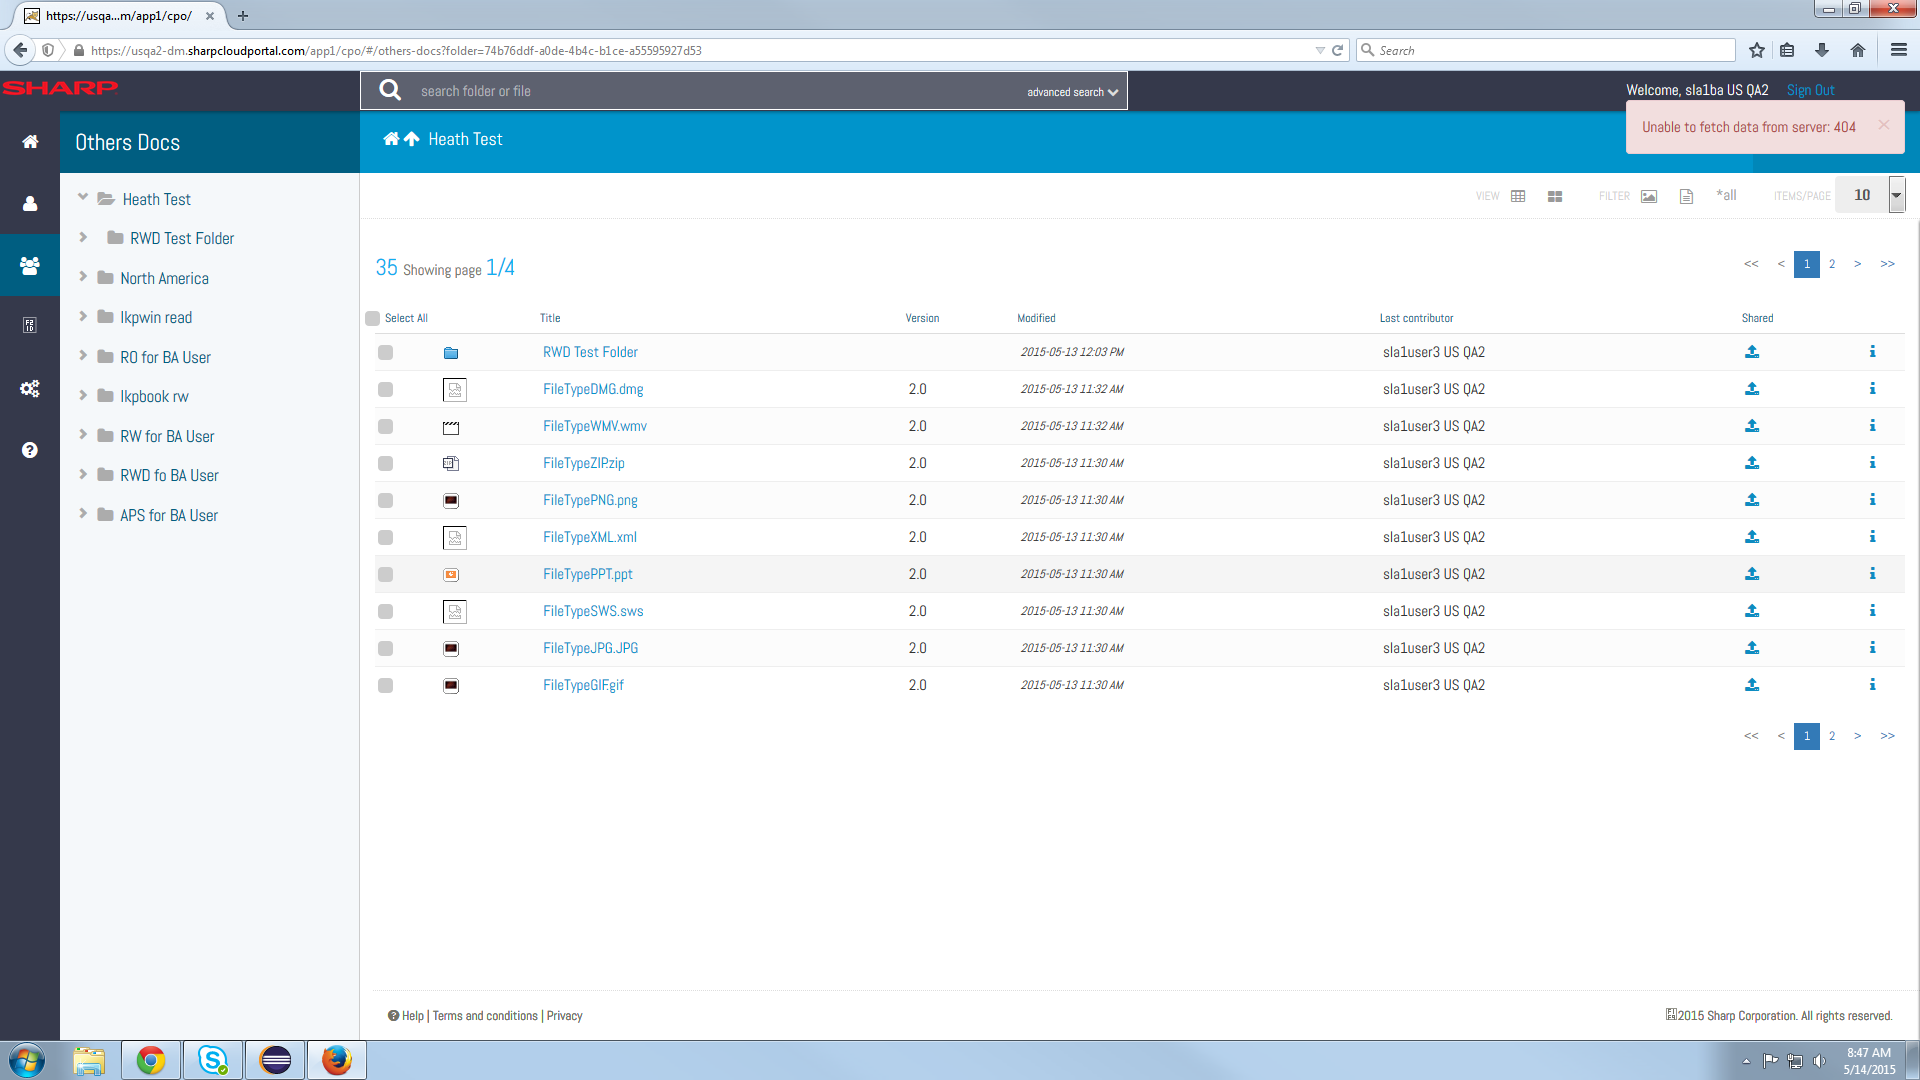 https://usqa...m/app1/cpo/
https://usqa2-dm.sharpcloudportal.com/app1/cpo/#/others-docs?folder=74b76ddf-a0de-4b4c-b1ce-a55595927d53
Search
SHARP
search folder or file
advanced search
Welcome, sla1ba US QA2
Sign Out
Unable to fetch data from server: 404
Others Docs
Heath Test
Heath Test
RWD Test Folder
North America
lkpwin read
RO for BA User
lkpbook rw
RW for BA User
RWD fo BA User
APS for BA User
VIEW
FILTER
*all
ITEMS/PAGE
10
35 Showing page 1/4
<< < 1 2 > >>
Select All Title Version Modified Last contributor Shared
RWD Test Folder 2015-05-13 12:03 PM sla1user3 US QA2
FileTypeDMG.dmg 2.0 2015-05-13 11:32 AM sla1user3 US QA2
FileTypeWMV.wmv 2.0 2015-05-13 11:32 AM sla1user3 US QA2
FileTypeZIP.zip 2.0 2015-05-13 11:30 AM sla1user3 US QA2
FileTypePNG.png 2.0 2015-05-13 11:30 AM sla1user3 US QA2
FileTypeXML.xml 2.0 2015-05-13 11:30 AM sla1user3 US QA2
FileTypePPT.ppt 2.0 2015-05-13 11:30 AM sla1user3 US QA2
FileTypeSWS.sws 2.0 2015-05-13 11:30 AM sla1user3 US QA2
FileTypeJPG.JPG 2.0 2015-05-13 11:30 AM sla1user3 US QA2
FileTypeGIF.gif 2.0 2015-05-13 11:30 AM sla1user3 US QA2
<< < 1 2 > >>
Help | Terms and conditions | Privacy
2015 Sharp Corporation. All rights reserved.
8:47 AM
5/14/2015